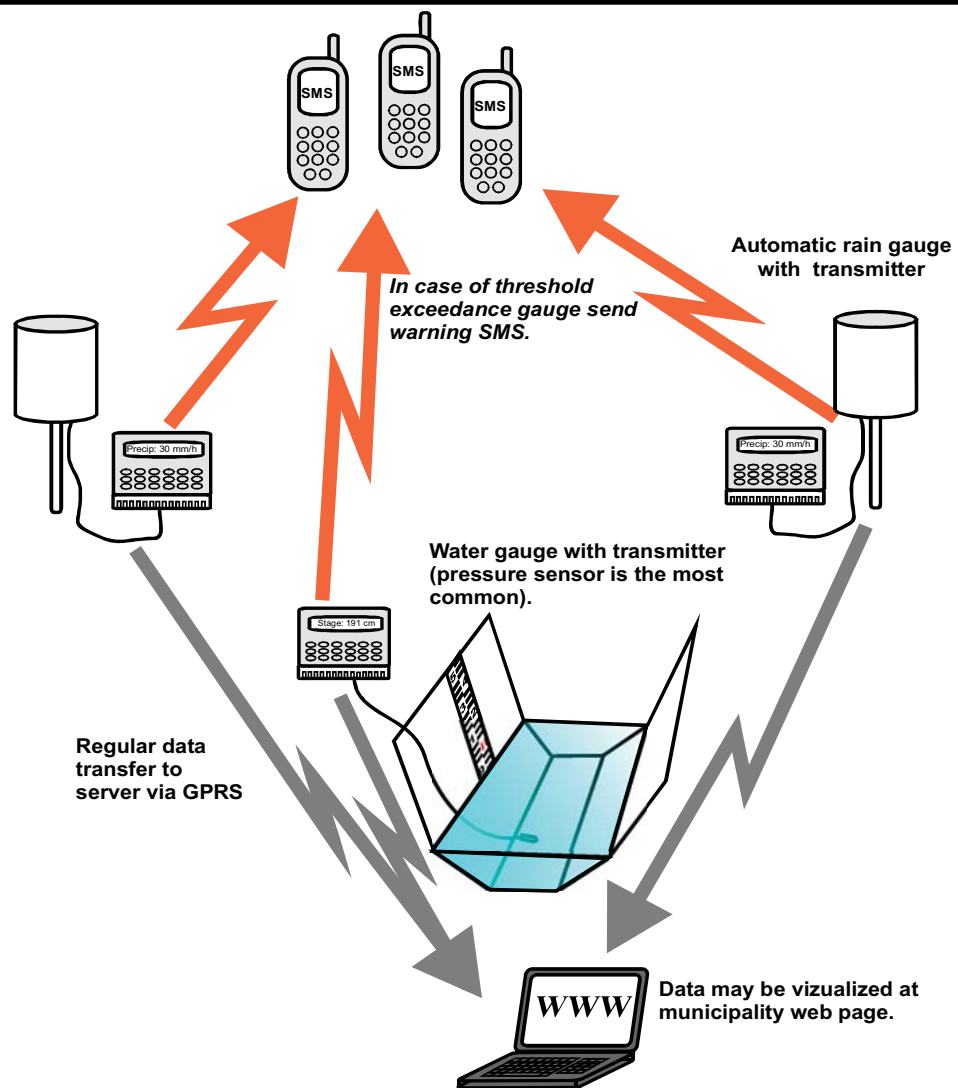 SMS
SMS
SMS
Automatic rain gauge
with transmitter
In case of threshold
exceedance gauge send
warning SMS.
Precip: 30 mm/h
Precip: 30 mm/h
Water gauge with transmitter
(pressure sensor is the most
common).
Stage: 191 cm
Regular data
transfer to
server via GPRS
WWW
Data may be vizualized at
municipality web page.